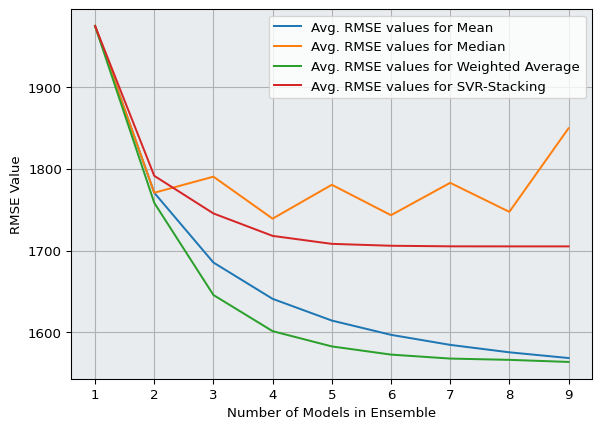 Avg. RMSE values for Mean
Avg. RMSE values for Median
Avg. RMSE values for Weighted Average
Avg. RMSE values for SVR-Stacking
1900
1800
1700
1600
RMSE Value
1 2 3 4 5 6 7 8 9
Number of Models in Ensemble